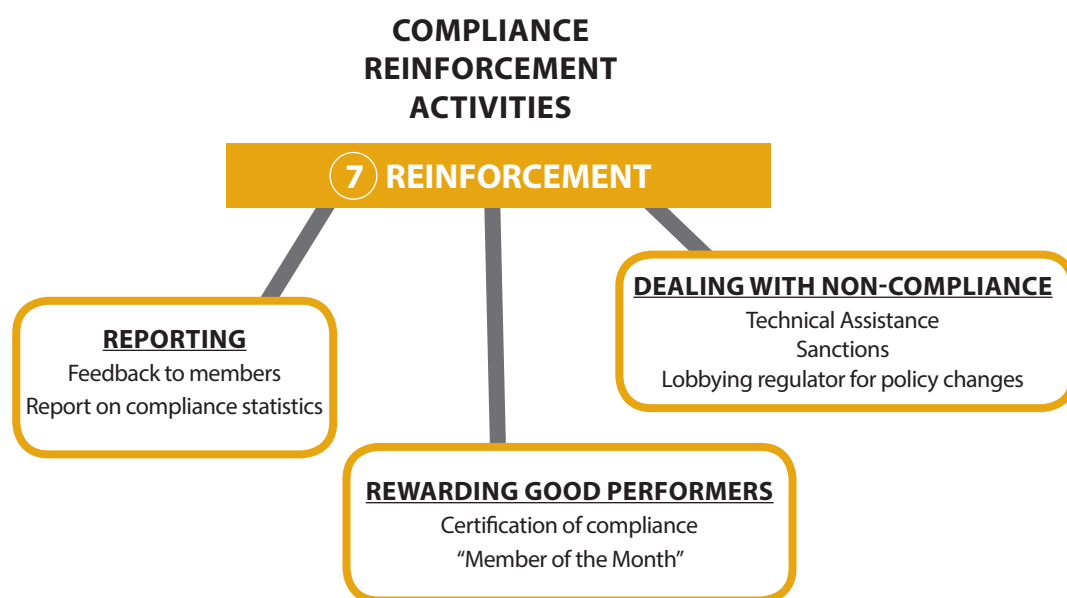 COMPLIANCE
REINFORCEMENT
ACTIVITIES
7 REINFORCEMENT
REPORTING
Feedback to members
Report on compliance statistics
REWARDING GOOD PERFORMERS
Certification of compliance
“Member of the Month”
DEALING WITH NON-COMPLIANCE
Technical Assistance
Sanctions
Lobbying regulator for policy changes